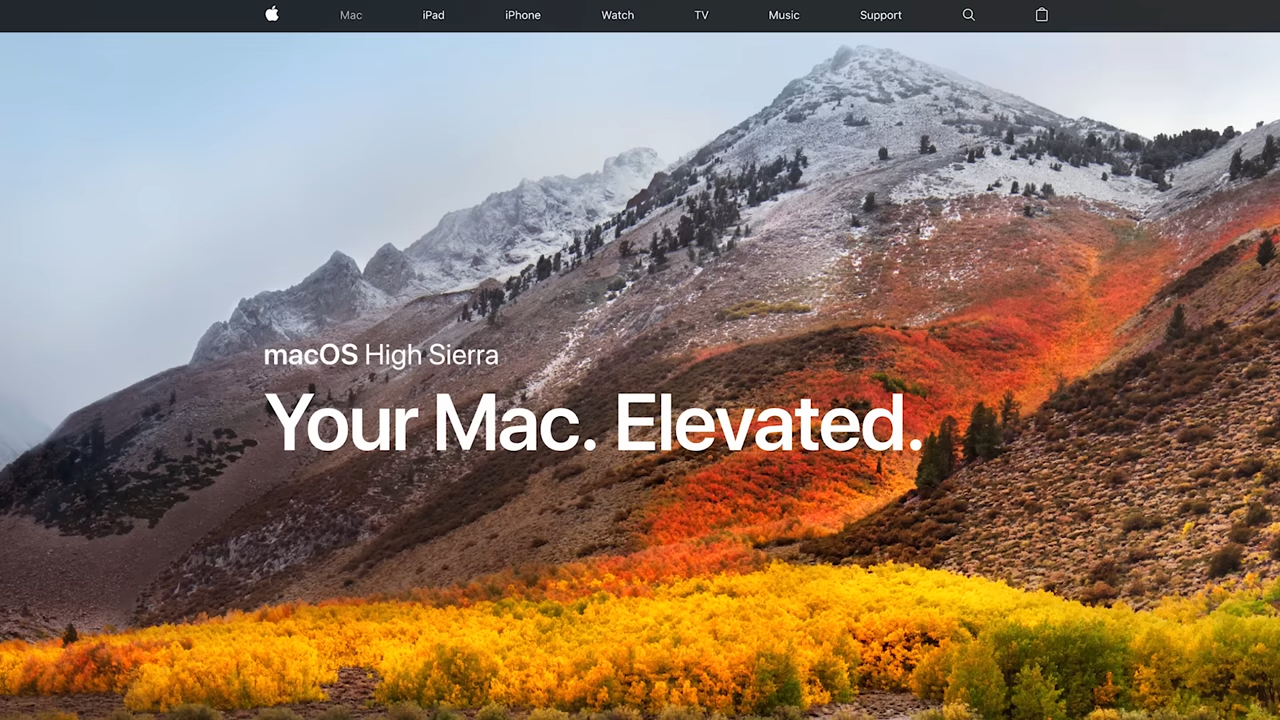 Mac iPad iPhone Watch TV Music Support
macOS High Sierra
Your Mac. Elevated.